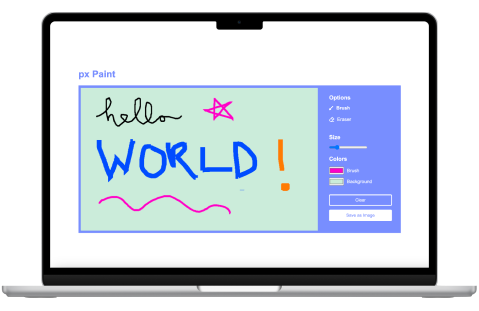 px Paint
hello
WORLD!
Options
Brush
Eraser
Size
Colors
Brush
Background
Clear
Save as Image